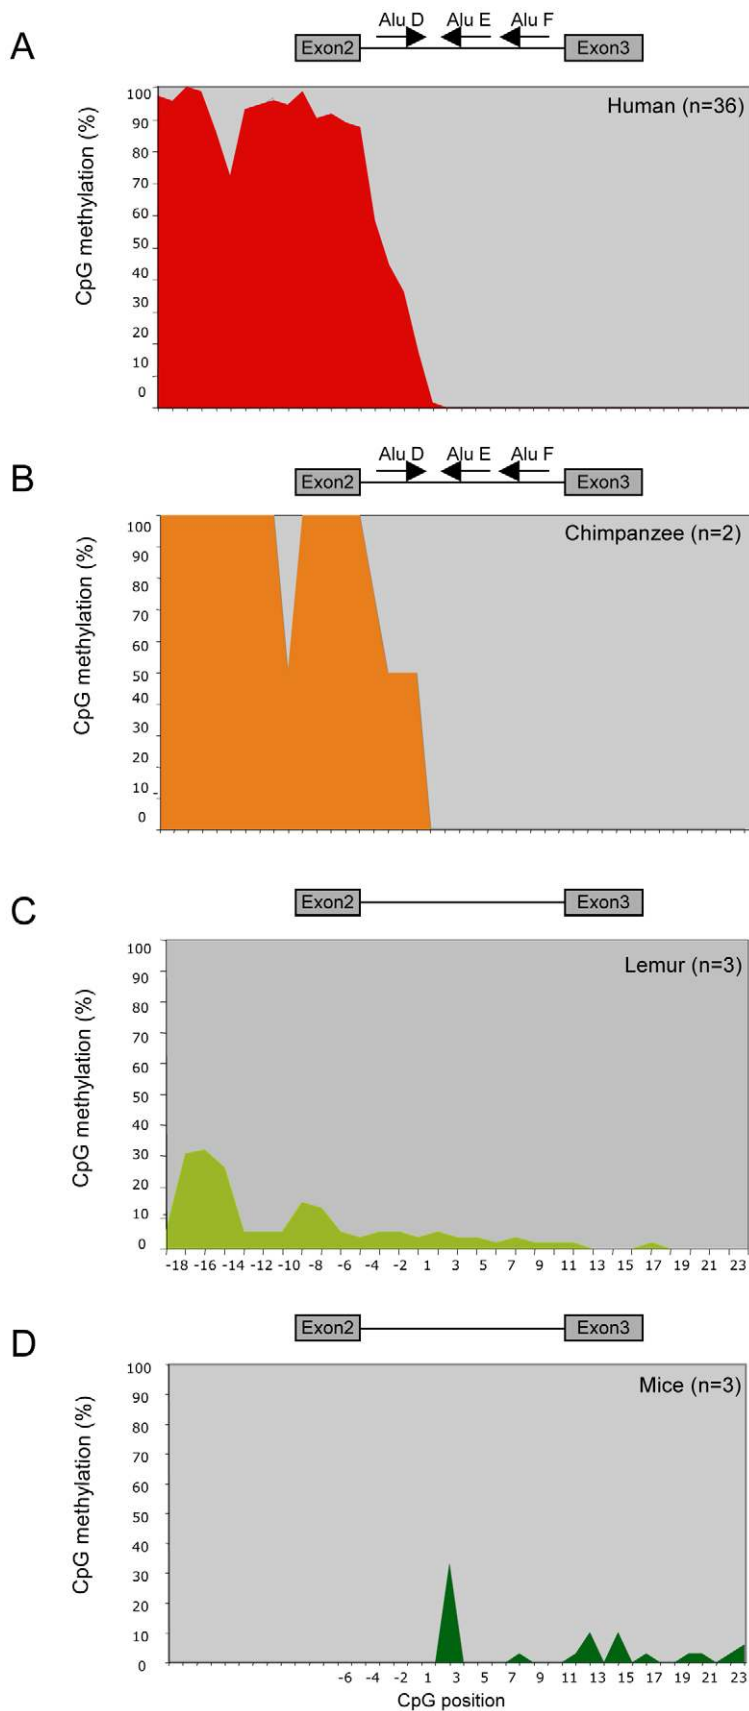 A
Alu D Alu E Alu F
Exon2 Exon3
Human (n=36)
CpG methylation (%)
100
90
80
70
60
50
40
30
20
10
0
B
Alu D Alu E Alu F
Exon2 Exon3
Chimpanzee (n=2)
CpG methylation (%)
100
90
80
70
60
50
40
30
20
10
0
C
Exon2 Exon3
Lemur (n=3)
CpG methylation (%)
100
90
80
70
60
50
40
30
20
10
0
-18 -16 -14 -12 -10 -8 -6 -4 -2 1 3 5 7 9 11 13 15 17 19 21 23
D
Exon2 Exon3
Mice (n=3)
CpG methylation (%)
100
90
80
70
60
50
40
30
20
10
0
-6 -4 -2 1 3 5 7 9 11 13 15 17 19 21 23
CpG position